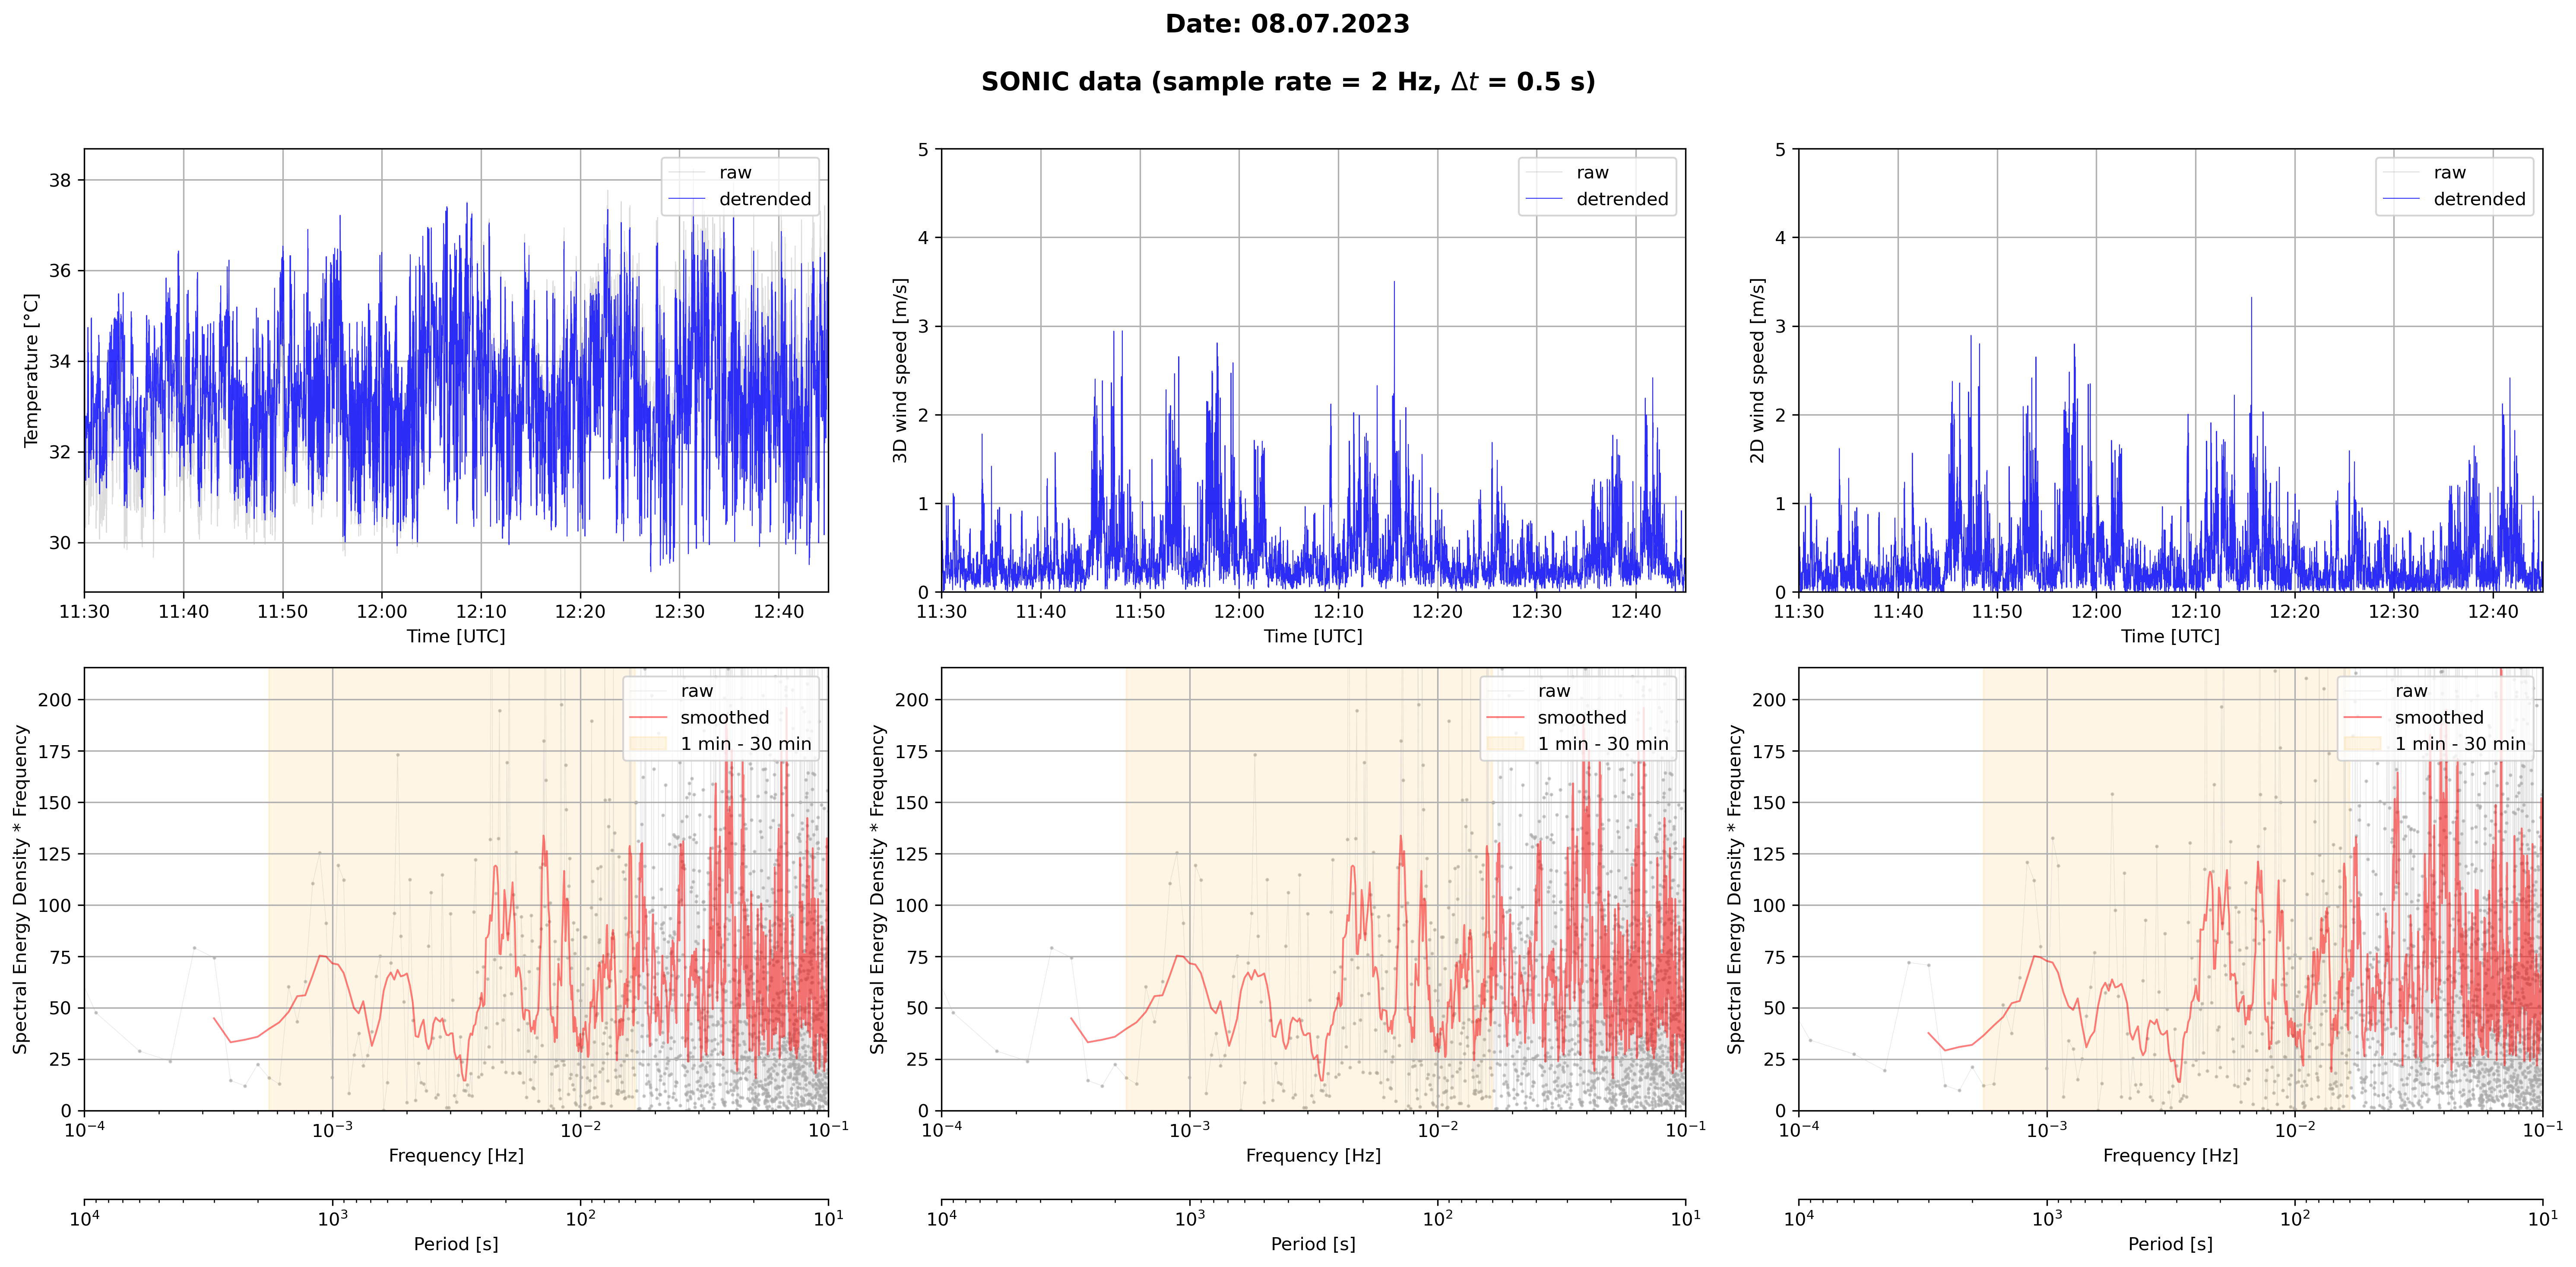 Date: 08.07.2023
SONIC data (sample rate = 2 Hz, Δt = 0.5 s)
Temperature [°C]
38
36
34
32
30
raw
detrended
11:30 11:40 11:50 12:00 12:10 12:20 12:30 12:40
Time [UTC]
3D wind speed [m/s]
5
4
3
2
1
0
raw
detrended
11:30 11:40 11:50 12:00 12:10 12:20 12:30 12:40
Time [UTC]
2D wind speed [m/s]
5
4
3
2
1
0
raw
detrended
11:30 11:40 11:50 12:00 12:10 12:20 12:30 12:40
Time [UTC]
Spectral Energy Density * Frequency
200
175
150
125
100
75
50
25
0
raw
smoothed
1 min - 30 min
10⁻⁴ 10⁻³ 10⁻² 10⁻¹
Frequency [Hz]
10⁴ 10³ 10² 10¹
Period [s]
Spectral Energy Density * Frequency
200
175
150
125
100
75
50
25
0
raw
smoothed
1 min - 30 min
10⁻⁴ 10⁻³ 10⁻² 10⁻¹
Frequency [Hz]
10⁴ 10³ 10² 10¹
Period [s]
Spectral Energy Density * Frequency
200
175
150
125
100
75
50
25
0
raw
smoothed
1 min - 30 min
10⁻⁴ 10⁻³ 10⁻² 10⁻¹
Frequency [Hz]
10⁴ 10³ 10² 10¹
Period [s]